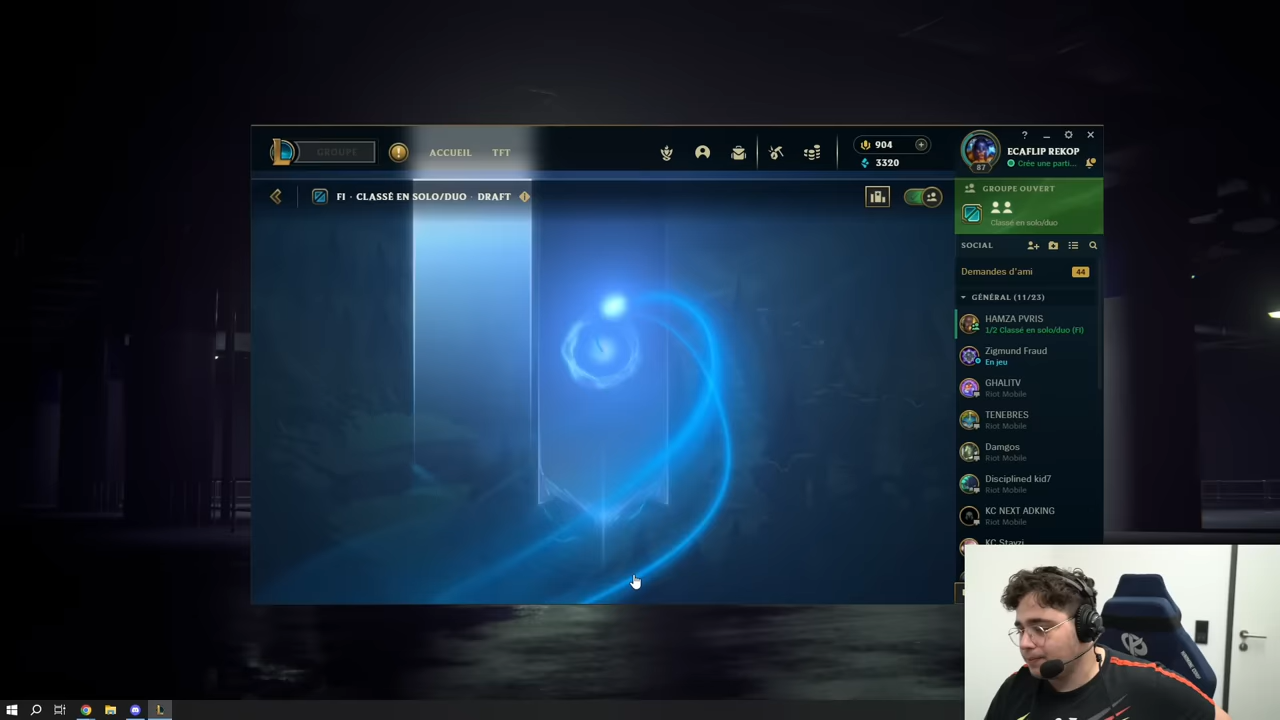 GROUPE
ACCUEIL
TFT
904
3320
?
87
ECAFLIP REKOP
Crée une parti...
FI · CLASSÉ EN SOLO/DUO · DRAFT
GROUPE OUVERT
Classé en solo/duo
SOCIAL
Demandes d'ami
44
GÉNÉRAL (11/23)
HAMZA PVRIS
1/2 Classé en solo/duo (FI)
Zigmund Fraud
En jeu
GHALITV
Riot Mobile
TENEBRES
Riot Mobile
Damgos
Riot Mobile
Disciplined kid7
Riot Mobile
KC NEXT ADKING
Riot Mobile
KC Stayzi